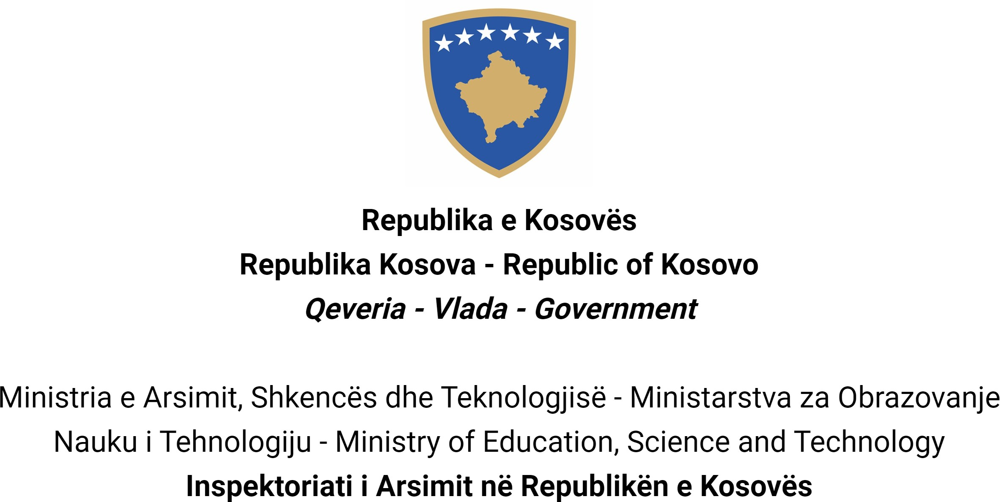 Republika e Kosovës
Republika Kosova - Republic of Kosovo
Qeveria - Vlada - Government
Ministria e Arsimit, Shkencës dhe Teknologjisë - Ministarstva za Obrazovanje
Nauku i Tehnologiju - Ministry of Education, Science and Technology
Inspektoriati i Arsimit në Republikën e Kosovës